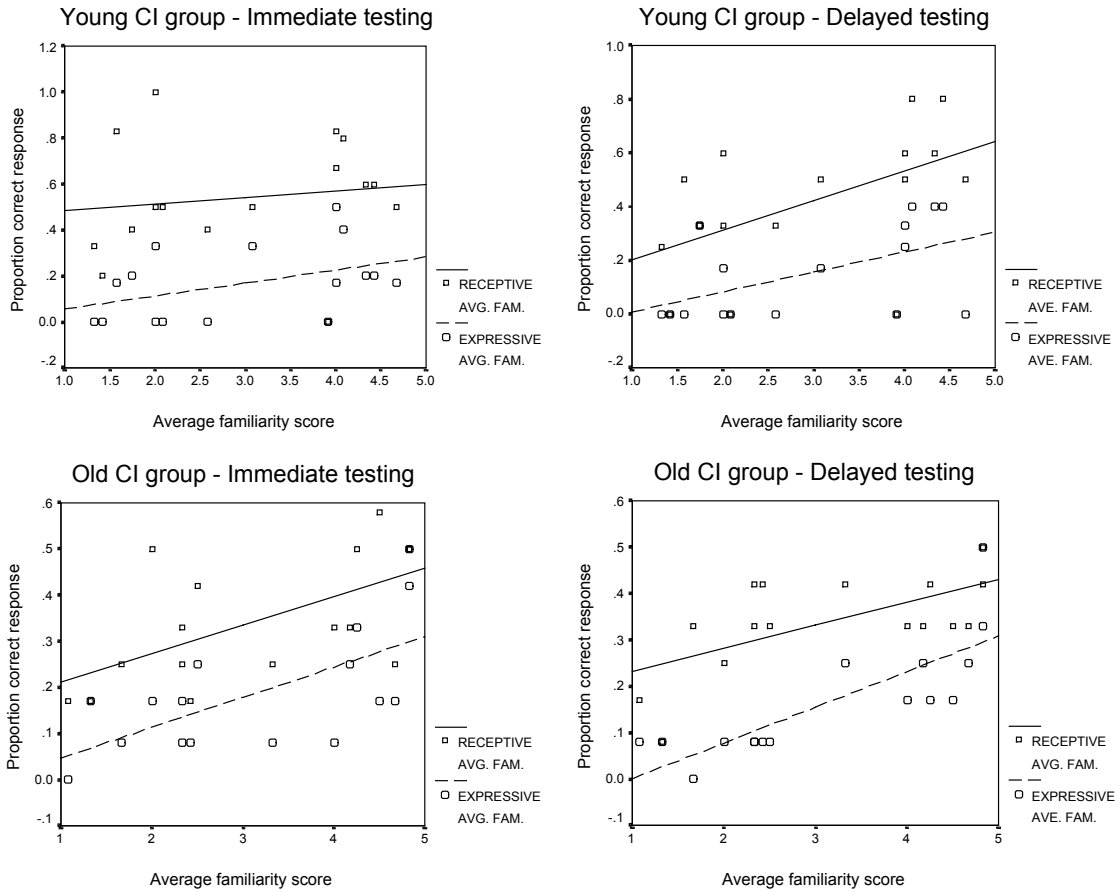 Young CI group - Immediate testing
Proportion correct response
1.2
1.0
.8
.6
.4
.2
0.0
-.2
1.0
1.5
2.0
2.5
3.0
3.5
4.0
4.5
5.0
Average familiarity score
RECEPTIVE
AVG. FAM.
EXPRESSIVE
AVG. FAM.
Young CI group - Delayed testing
Proportion correct response
1.0
.8
.6
.4
.2
0.0
-.2
1.0
1.5
2.0
2.5
3.0
3.5
4.0
4.5
5.0
Average familiarity score
RECEPTIVE
AVE. FAM.
EXPRESSIVE
AVE. FAM.
Old CI group - Immediate testing
Proportion correct response
.6
.5
.4
.3
.2
.1
0.0
-.1
1
2
3
4
5
Average familiarity score
RECEPTIVE
AVG. FAM.
EXPRESSIVE
AVG. FAM.
Old CI group - Delayed testing
Proportion correct response
.6
.5
.4
.3
.2
.1
0.0
-.1
1
2
3
4
5
Average familiarity score
RECEPTIVE
AVG. FAM.
EXPRESSIVE
AVE. FAM.